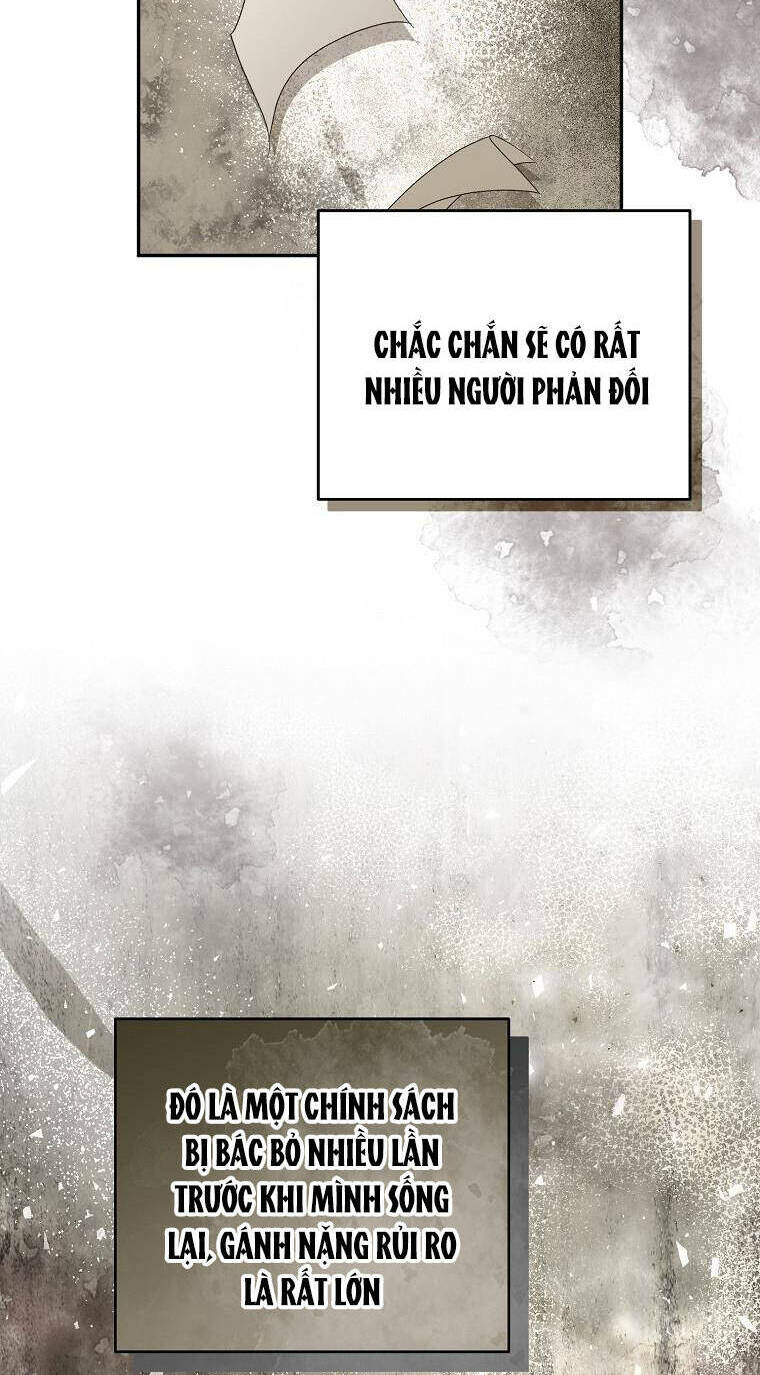 CHẮC CHẮN SẼ CÓ RẤT
NHIỀU NGƯỜI PHẢN ĐỐI
ĐÓ LÀ MỘT CHÍNH SÁCH
BỊ BÁC BỎ NHIỀU LẦN
TRƯỚC KHI MÌNH SỐNG
LẠI, GÁNH NẶNG RỦI RO
LÀ RẤT LỚN